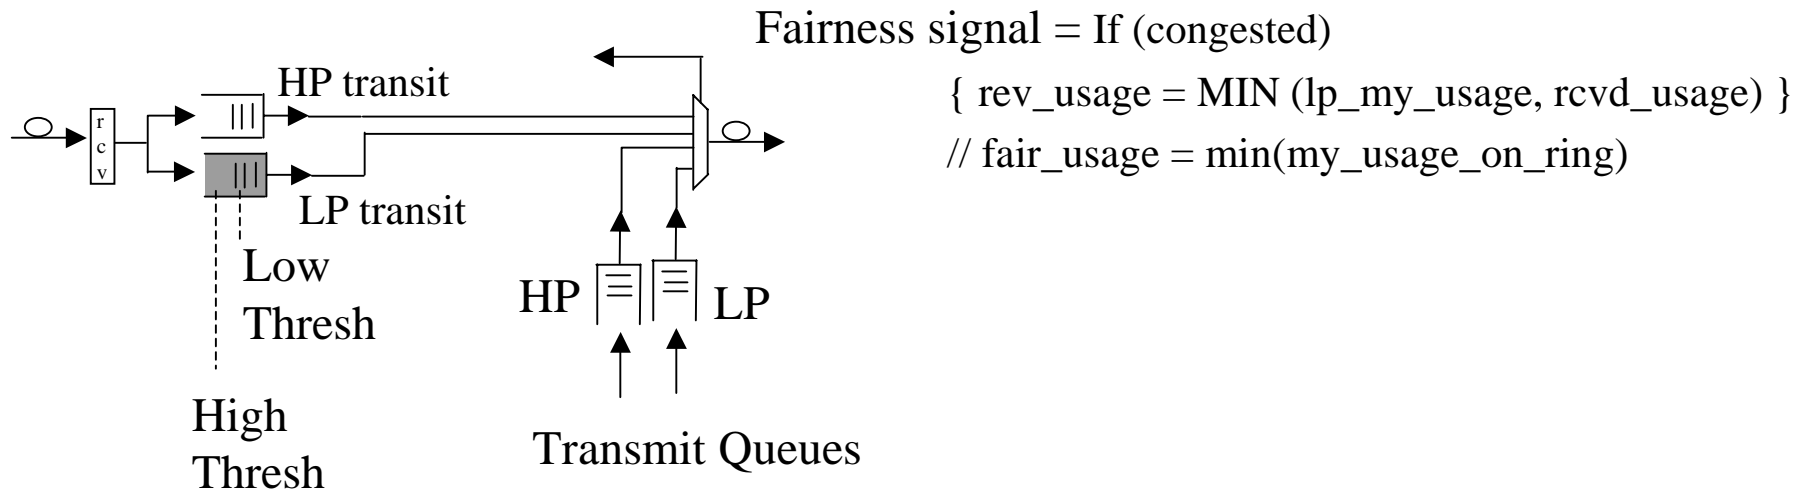 Fairness signal = If (congested)
{ rev_usage = MIN (lp_my_usage, rcvd_usage) }
// fair_usage = min(my_usage_on_ring)
HP transit
r
c
v
LP transit
Low
Thresh
High
Thresh
HP
LP
Transmit Queues